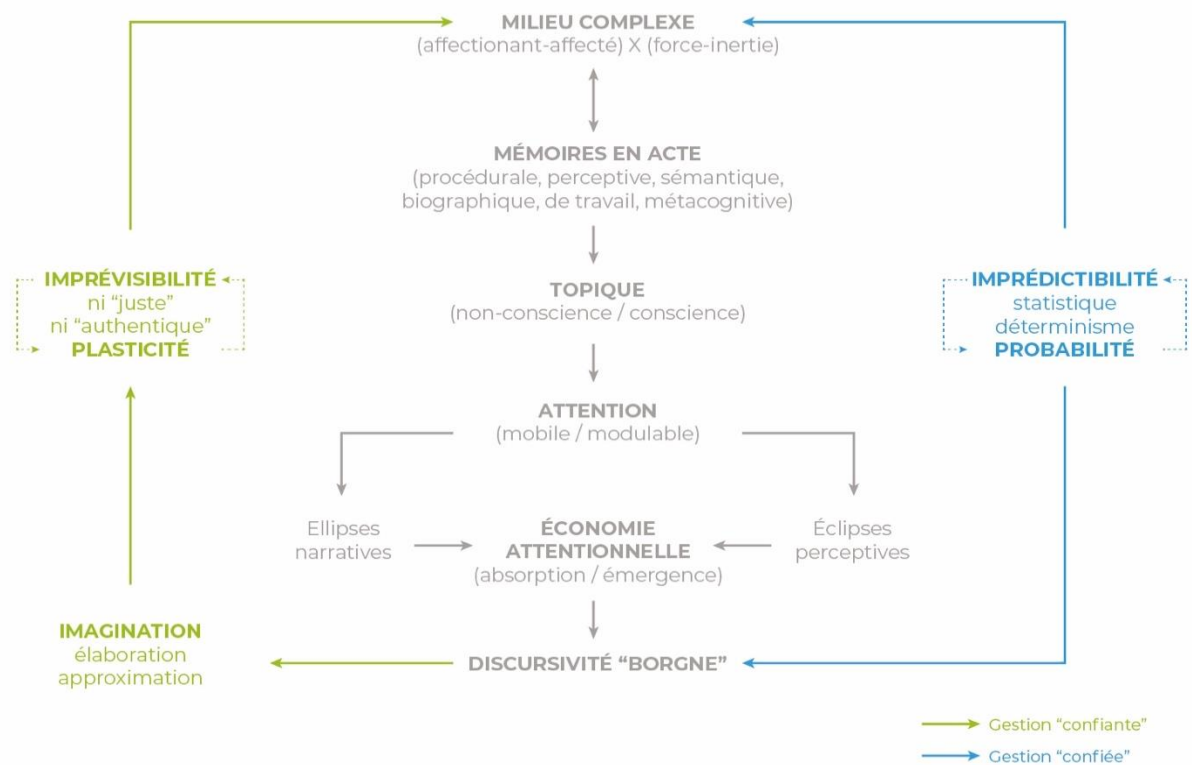 MILIEU COMPLEXE
(affectionant-affecté) X (force-inertie)
MÉMOIRES EN ACTE
(procédurale, perceptive, sémantique,
biographique, de travail, métacognitive)
IMPRÉVISIBILITÉ
ni “juste”
ni “authentique”
PLASTICITÉ
TOPIQUE
(non-conscience / conscience)
IMPRÉDICTIBILITÉ
statistique
déterminisme
PROBABILITÉ
ATTENTION
(mobile / modulable)
Ellipses
narratives
ÉCONOMIE
ATTENTIONNELLE
(absorption / émergence)
Éclipses
perceptives
IMAGINATION
élaboration
approximation
DISCURSIVITÉ “BORGNE”
Gestion “confiante”
Gestion “confiée”